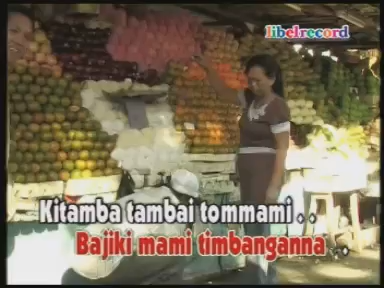 libelrecord
Kitamba tambai tommami . .
Bajiki mami timbanganna . .